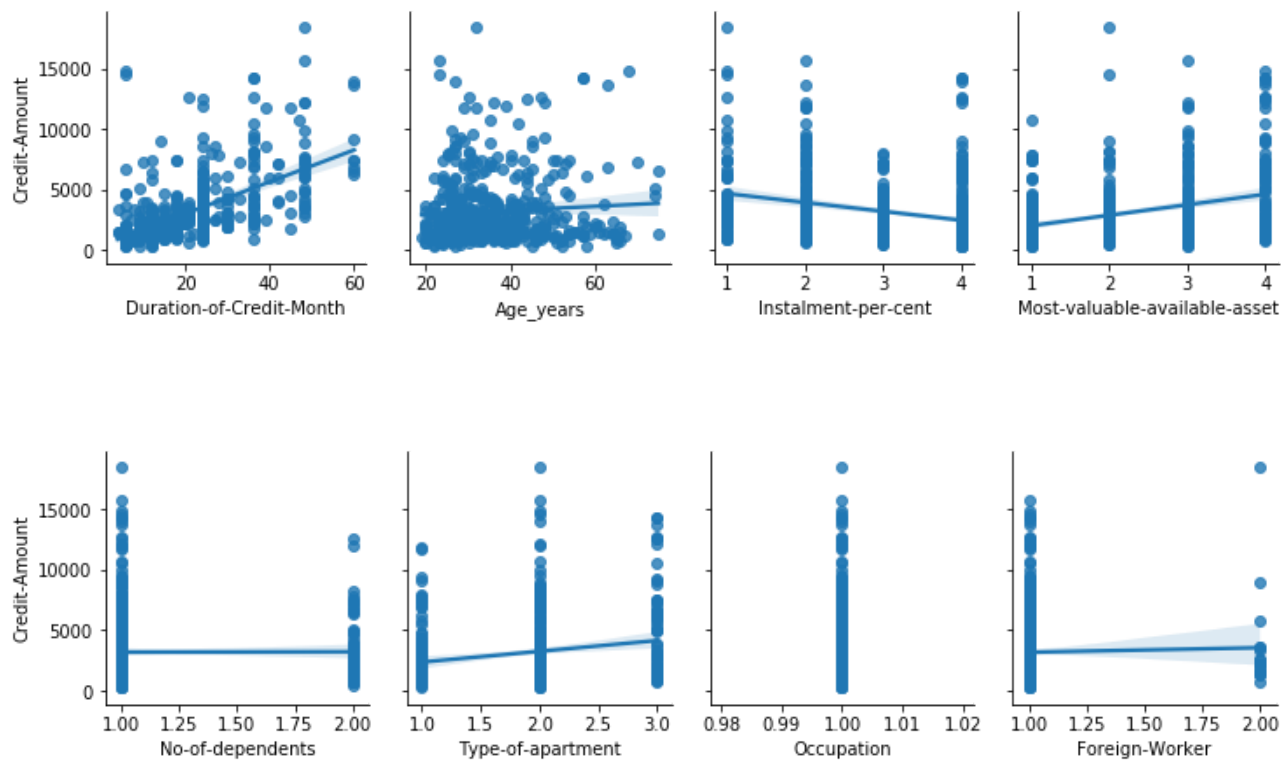 Credit-Amount
15000
10000
5000
0
20 40 60
20 40 60
1 2 3 4
1 2 3 4
Duration-of-Credit-Month
Age_years
Instalment-per-cent
Most-valuable-available-asset
Credit-Amount
15000
10000
5000
0
1.00 1.25 1.50 1.75 2.00
1.0 1.5 2.0 2.5 3.0
0.98 0.99 1.00 1.01 1.02
1.00 1.25 1.50 1.75 2.00
No-of-dependents
Type-of-apartment
Occupation
Foreign-Worker